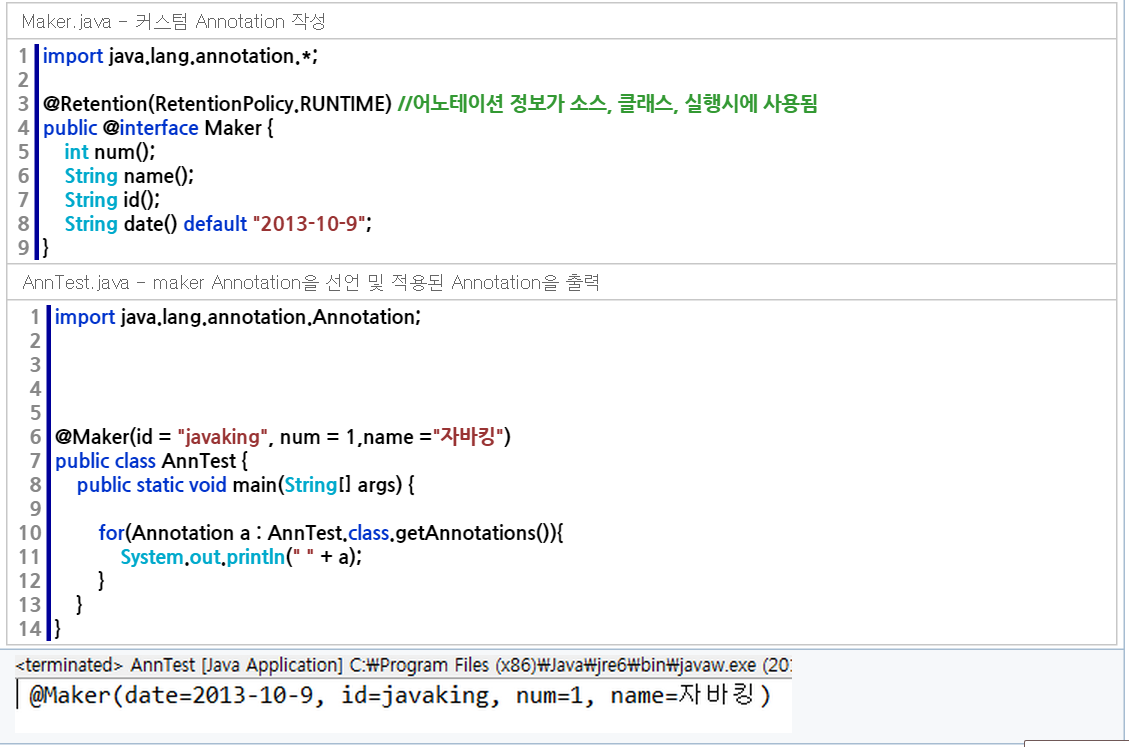 Maker.java - 커스텀 Annotation 작성
1 import java.lang.annotation.*;
2
3 @Retention(RetentionPolicy.RUNTIME) //어노테이션 정보가 소스, 클래스, 실행시에 사용됨
4 public @interface Maker {
5 int num();
6 String name();
7 String id();
8 String date() default "2013-10-9";
9 }
AnnTest.java - maker Annotation을 선언 및 적용된 Annotation을 출력
1 import java.lang.annotation.Annotation;
2
3
4
5
6 @Maker(id = "javaking", num = 1,name ="자바킹")
7 public class AnnTest {
8 public static void main(String[] args) {
9
10 for(Annotation a : AnnTest.class.getAnnotations()){
11 System.out.println(" " + a);
12 }
13 }
14 }
<terminated> AnnTest [Java Application] C:₩Program Files (x86)₩Java₩jre6₩bin₩javaw.exe (201
@Maker(date=2013-10-9, id=javaking, num=1, name=자바킹)